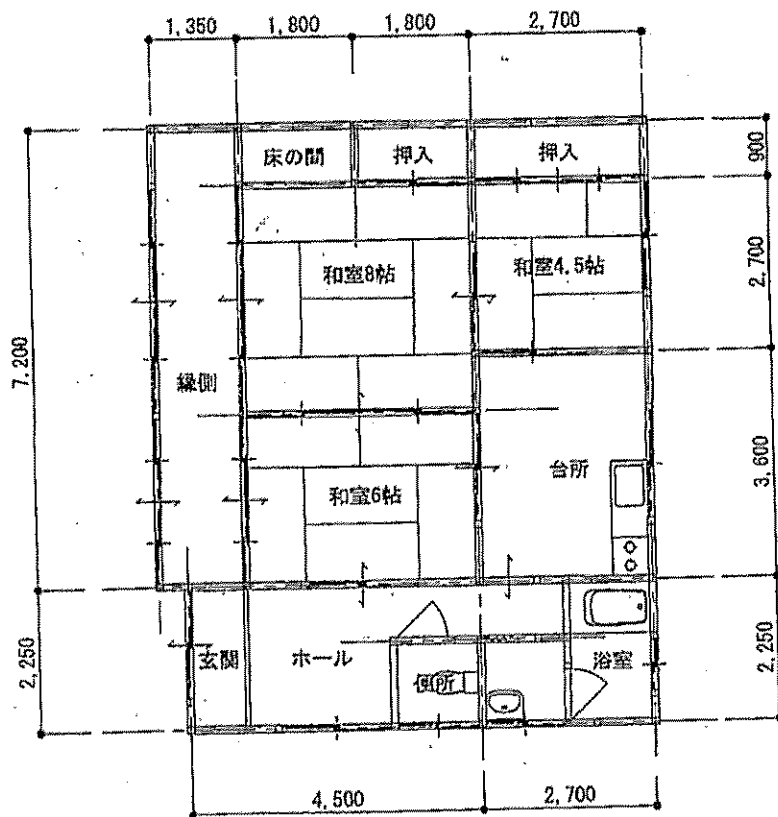 1,350
1,800
1,800
2,700
床の間
押入
押入
900
和室8帖
和室4.5帖
2,700
7,200
縁側
台所
3,600
和室6帖
玄関
ホール
便所
浴室
2,250
2,250
4,500
2,700